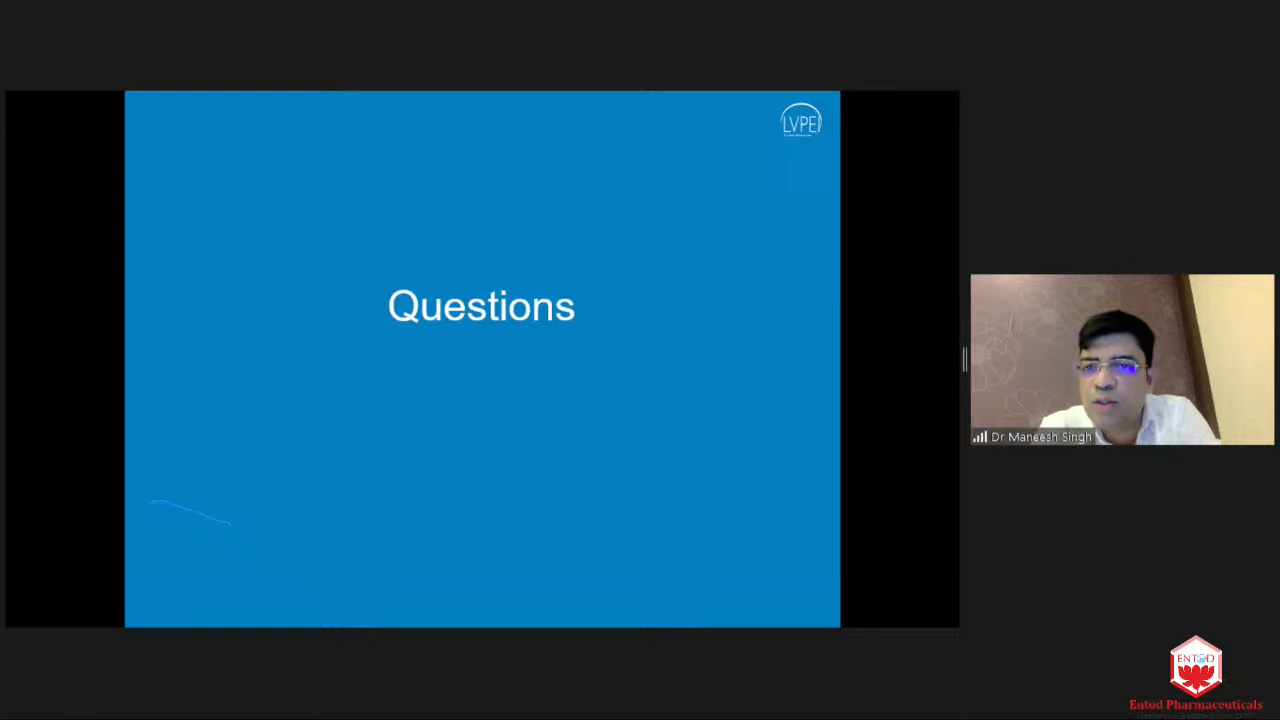 LVPEI
Questions
Dr Maneesh Singh
ENTOD
Entod Pharmaceuticals